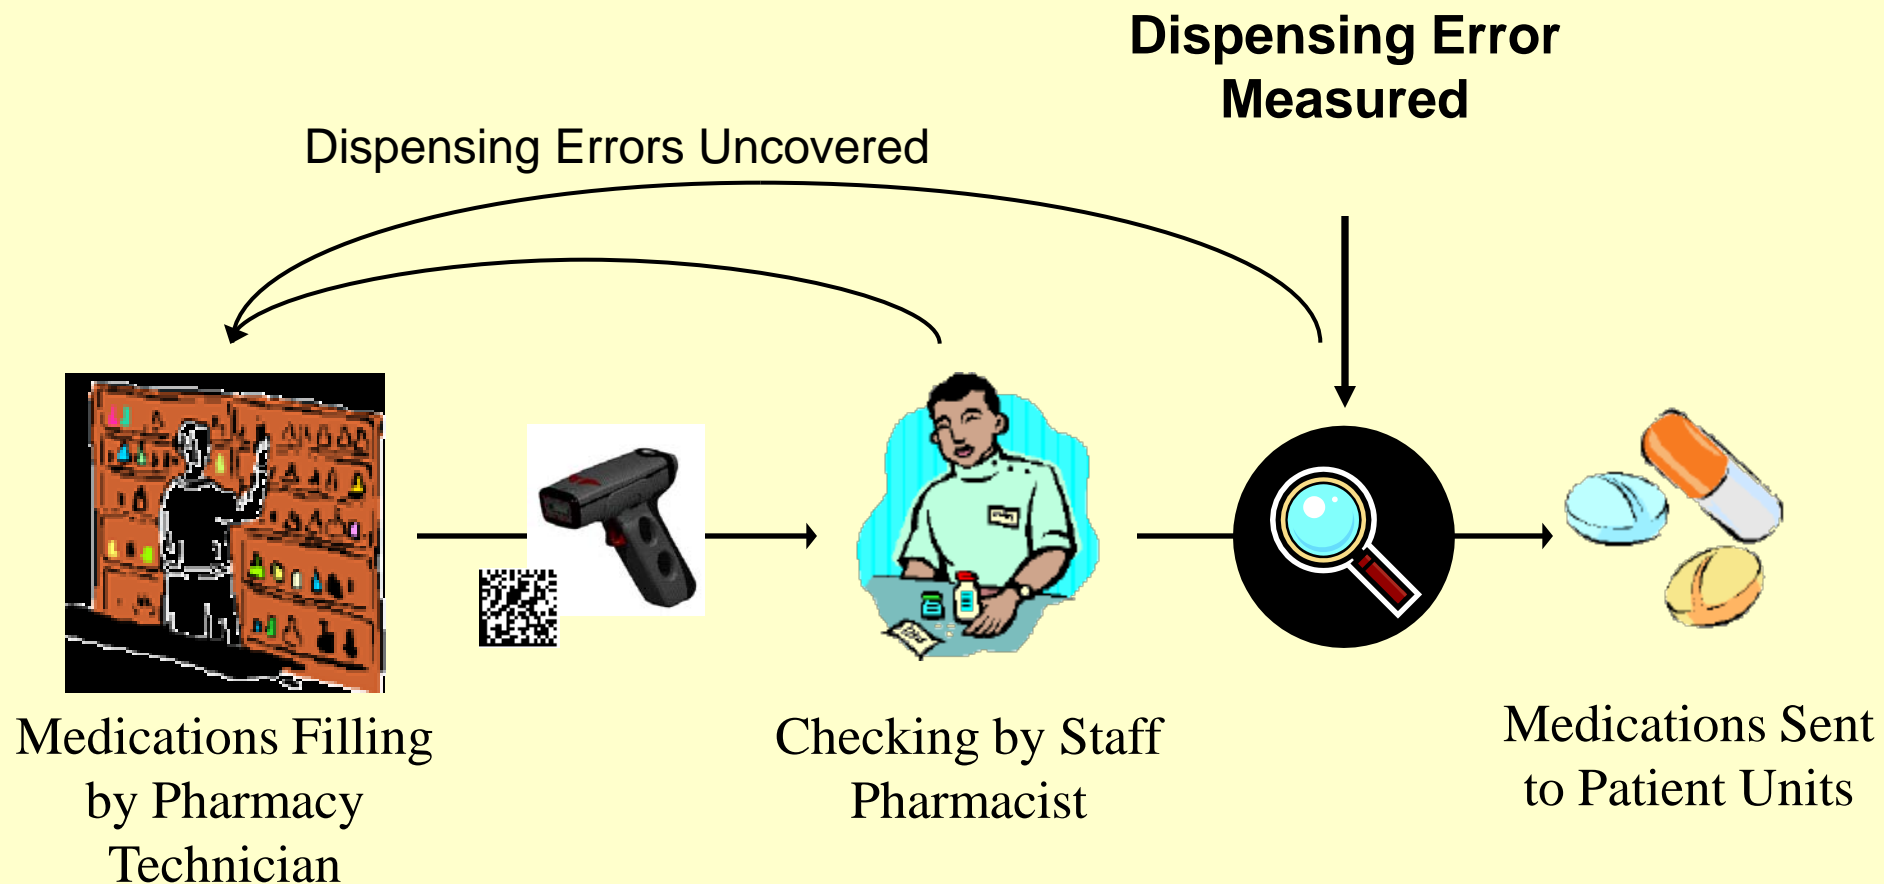 Dispensing Error
Measured
Dispensing Errors Uncovered
Medications Filling
by Pharmacy
Technician
Checking by Staff
Pharmacist
Medications Sent
to Patient Units